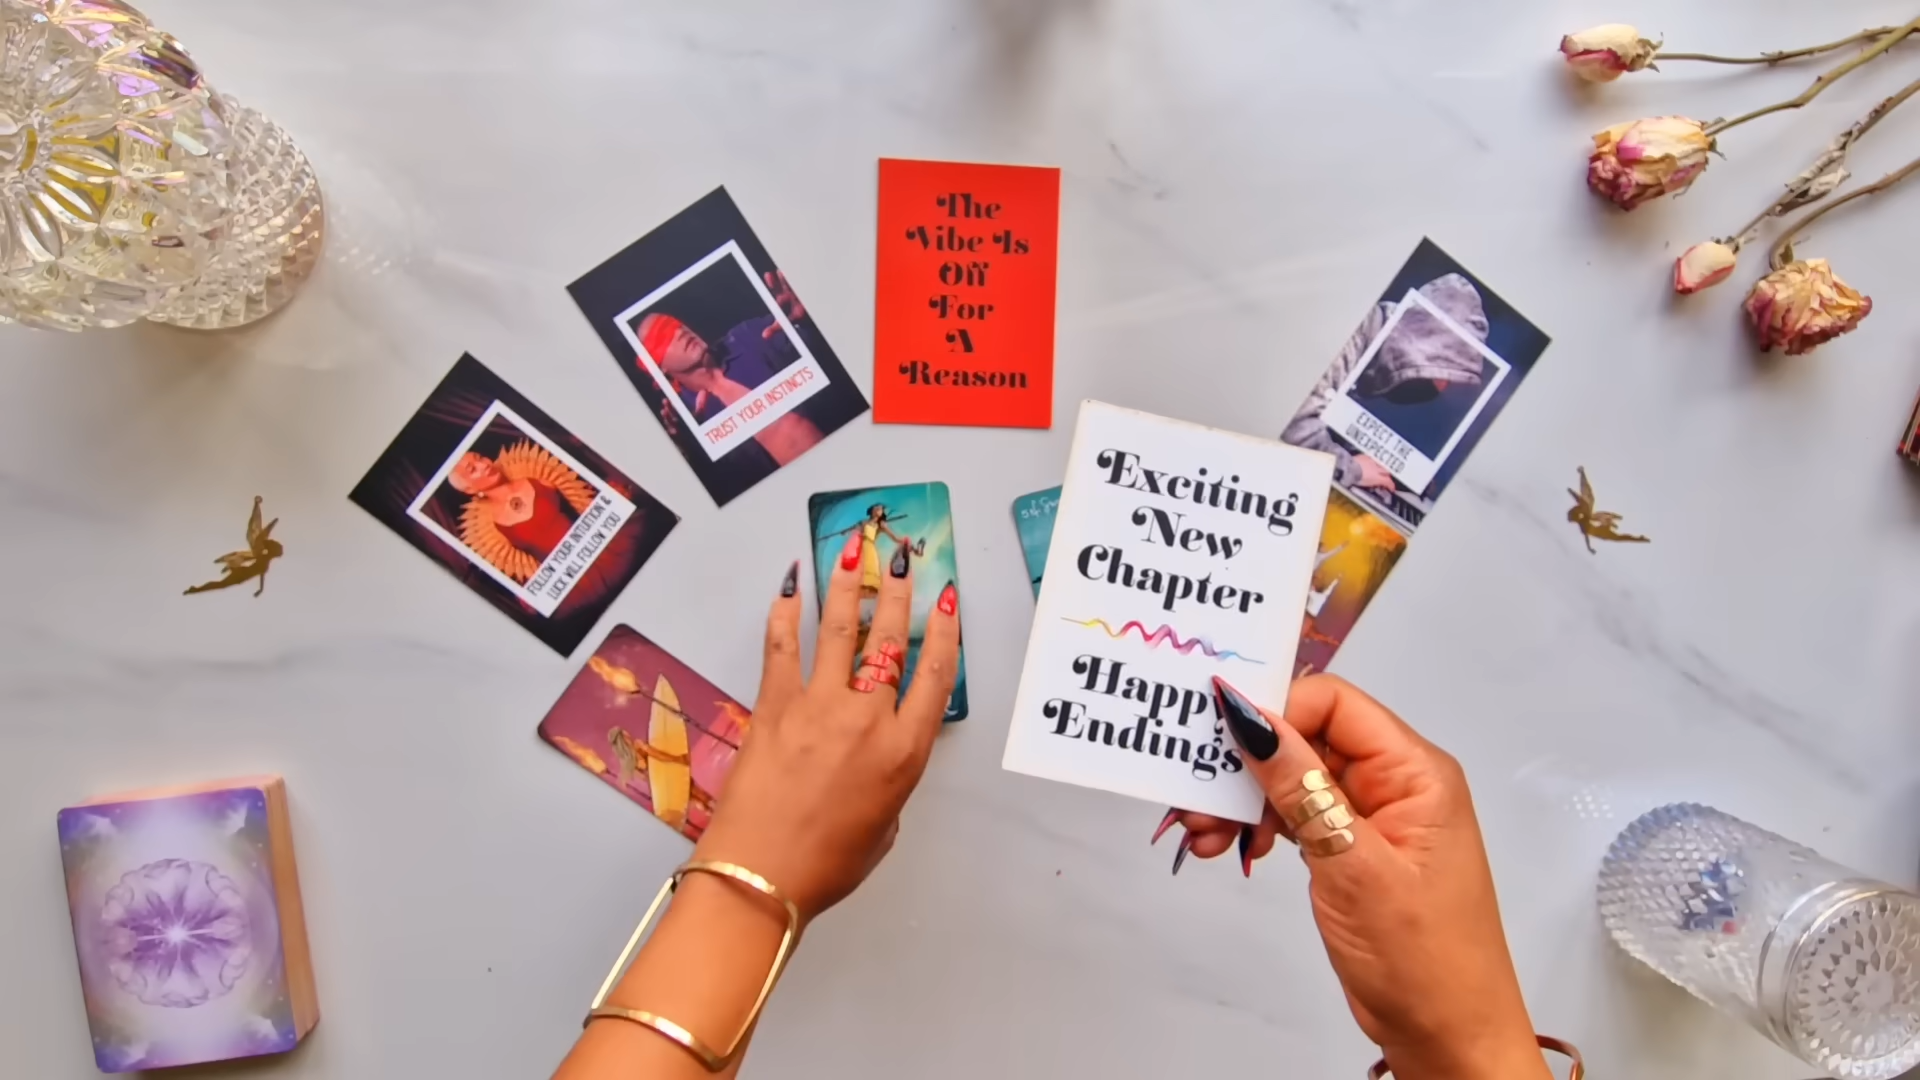 The
Vibe Is
Off
For
A
Reason
TRUST YOUR INSTINCTS
FOLLOW YOUR INTUITION &
LUCK WILL FOLLOW YOU
EXPECT THE
UNEXPECTED
Exciting
New
Chapter
Happy
Endings